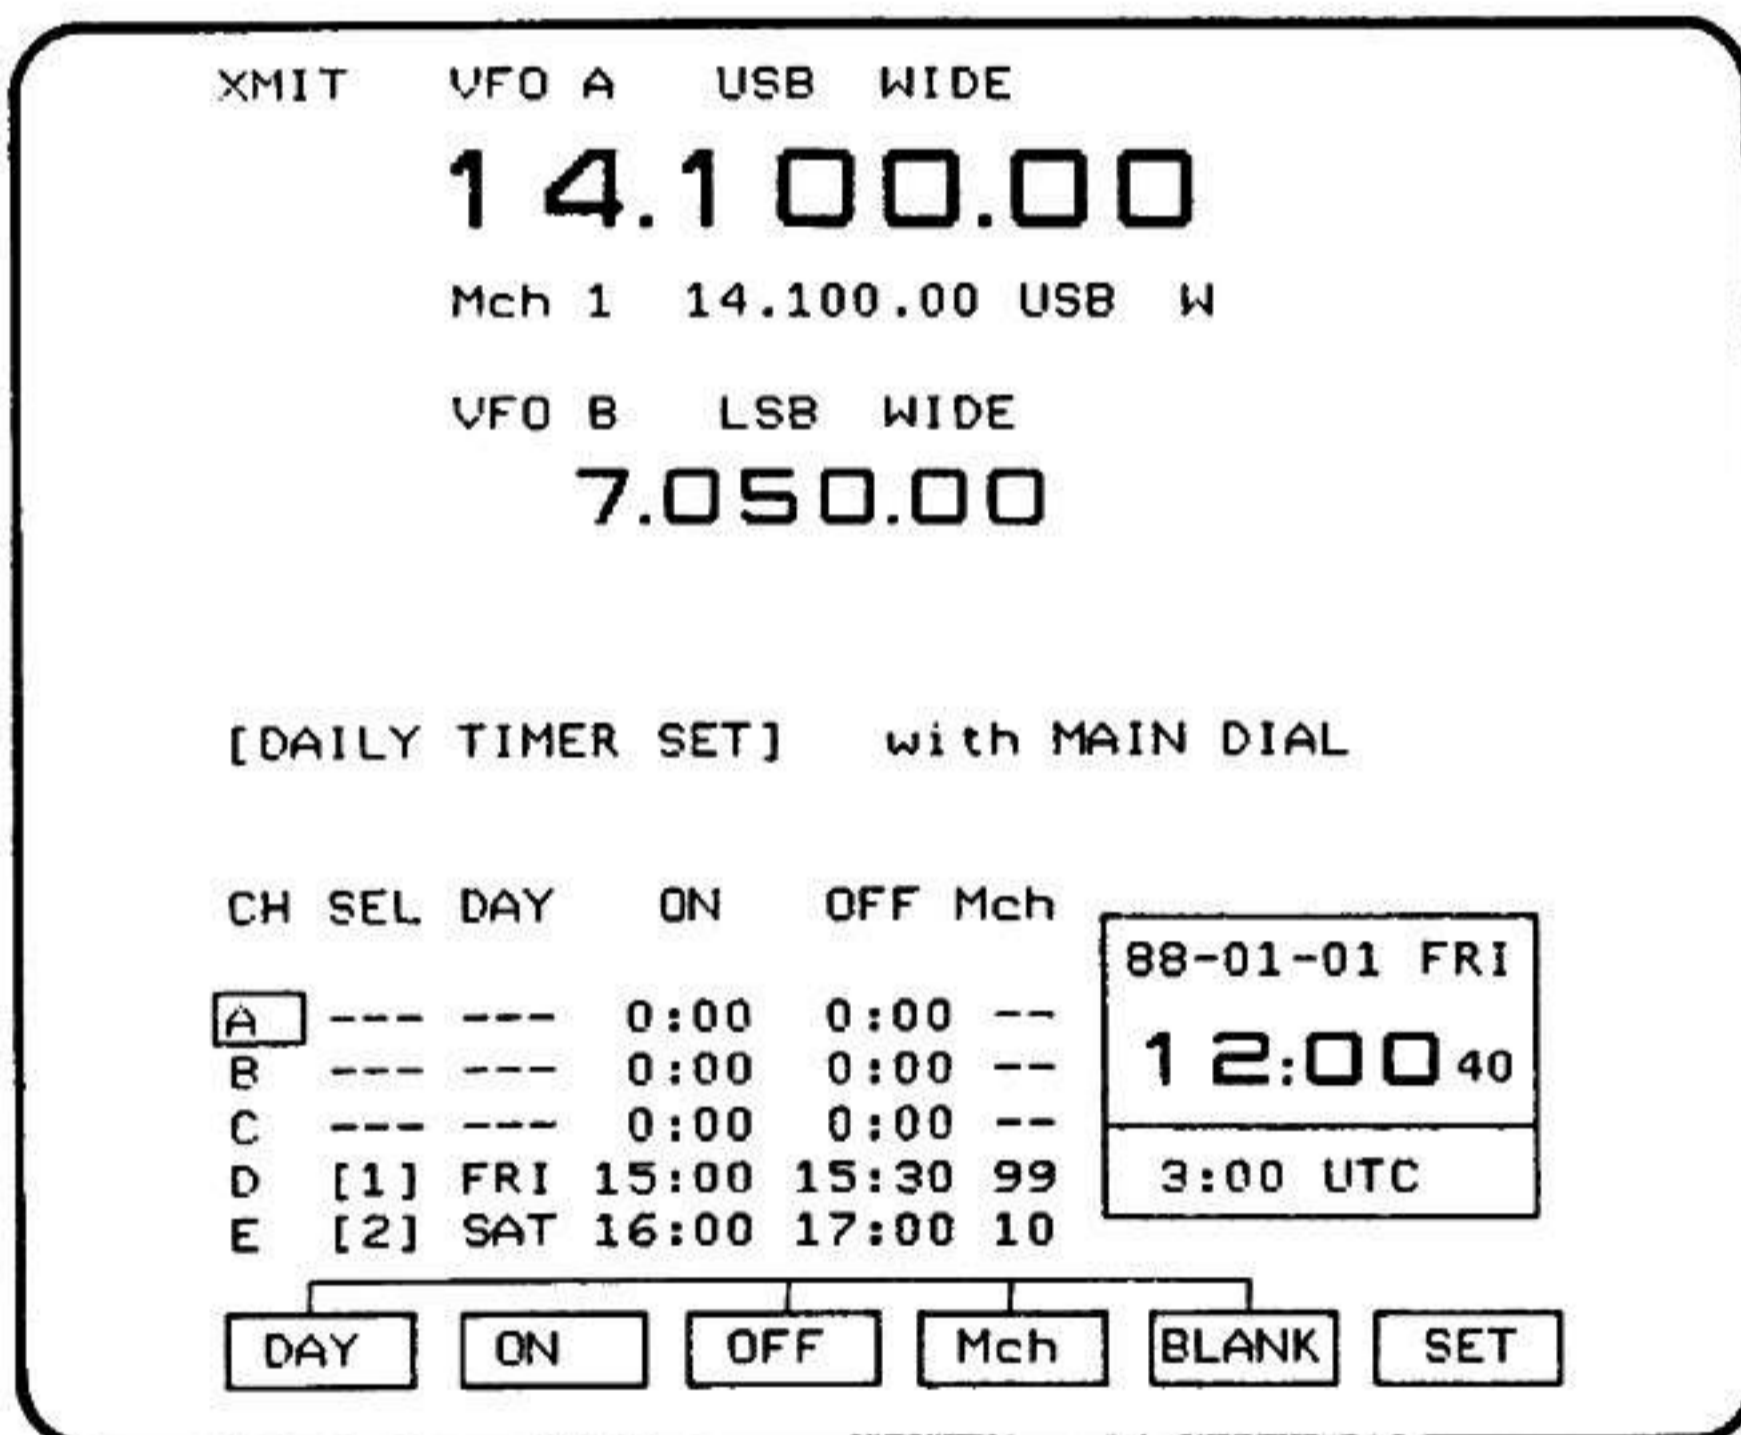 XMIT VFO A USB WIDE
14.100.00
Mch 1 14.100.00 USB W
VFO B LSB WIDE
7.050.00
[DAILY TIMER SET] with MAIN DIAL
CH SEL DAY ON OFF Mch
A --- --- 0:00 0:00 --
B --- --- 0:00 0:00 --
C --- --- 0:00 0:00 --
D [1] FRI 15:00 15:30 99
E [2] SAT 16:00 17:00 10
88-01-01 FRI
12:00 40
3:00 UTC
DAY ON OFF Mch BLANK SET